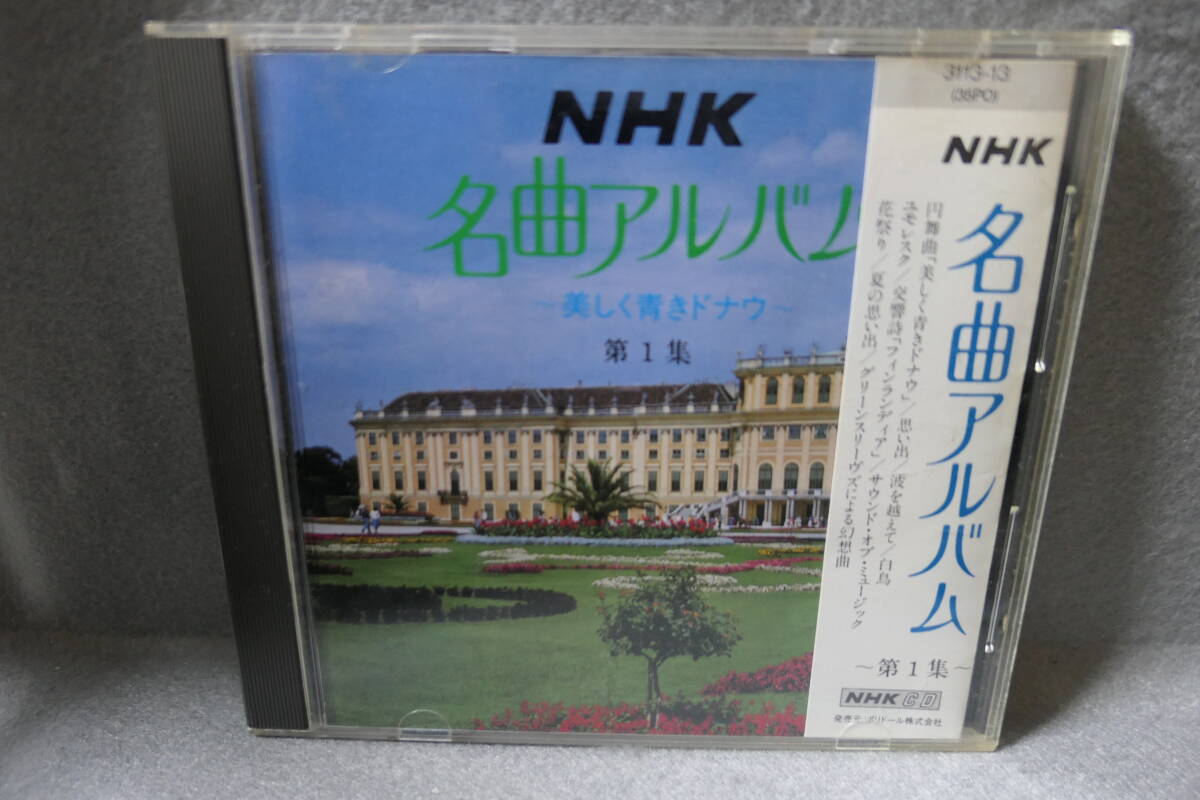 NHK
名曲アルバム
~美しく青きドナウ~
第1集
3113-13
(35PO)
NHK
名曲アルバム
円舞曲「美しく青きドナウ」/思い出/波を越えて/白鳥
ユモレスク/交響詩「フィンランディア」/サウンド・オブ・ミュージック
花祭り/夏の思い出/グリーンスリーヴズによる幻想曲
~第1集~
NHK CD
発売元/ポリドール株式会社